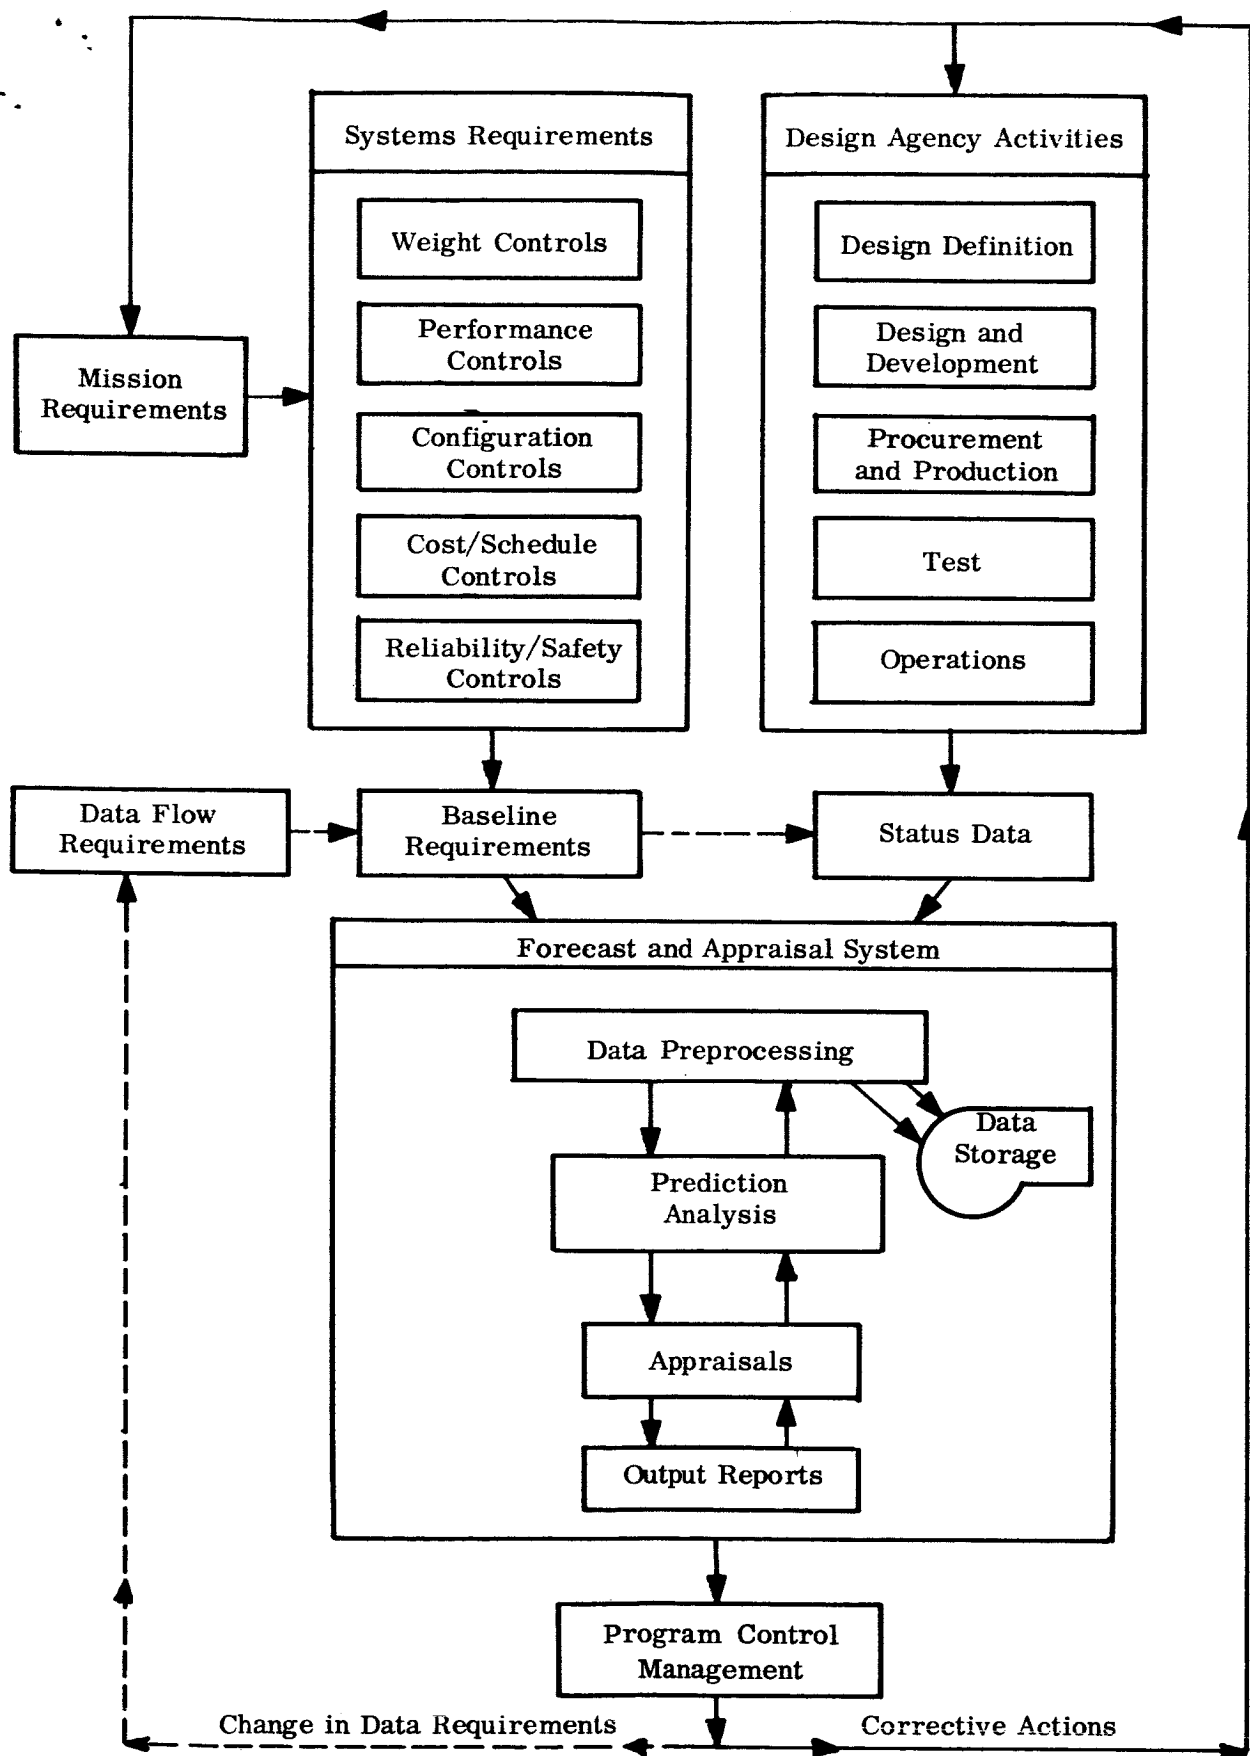 Systems Requirements
Weight Controls
Performance
Controls
Configuration
Controls
Cost/Schedule
Controls
Reliability/Safety
Controls
Design Agency Activities
Design Definition
Design and
Development
Procurement
and Production
Test
Operations
Mission
Requirements
Data Flow
Requirements
Baseline
Requirements
Status Data
Forecast and Appraisal System
Data Preprocessing
Data
Storage
Prediction
Analysis
Appraisals
Output Reports
Program Control
Management
Change in Data Requirements
Corrective Actions